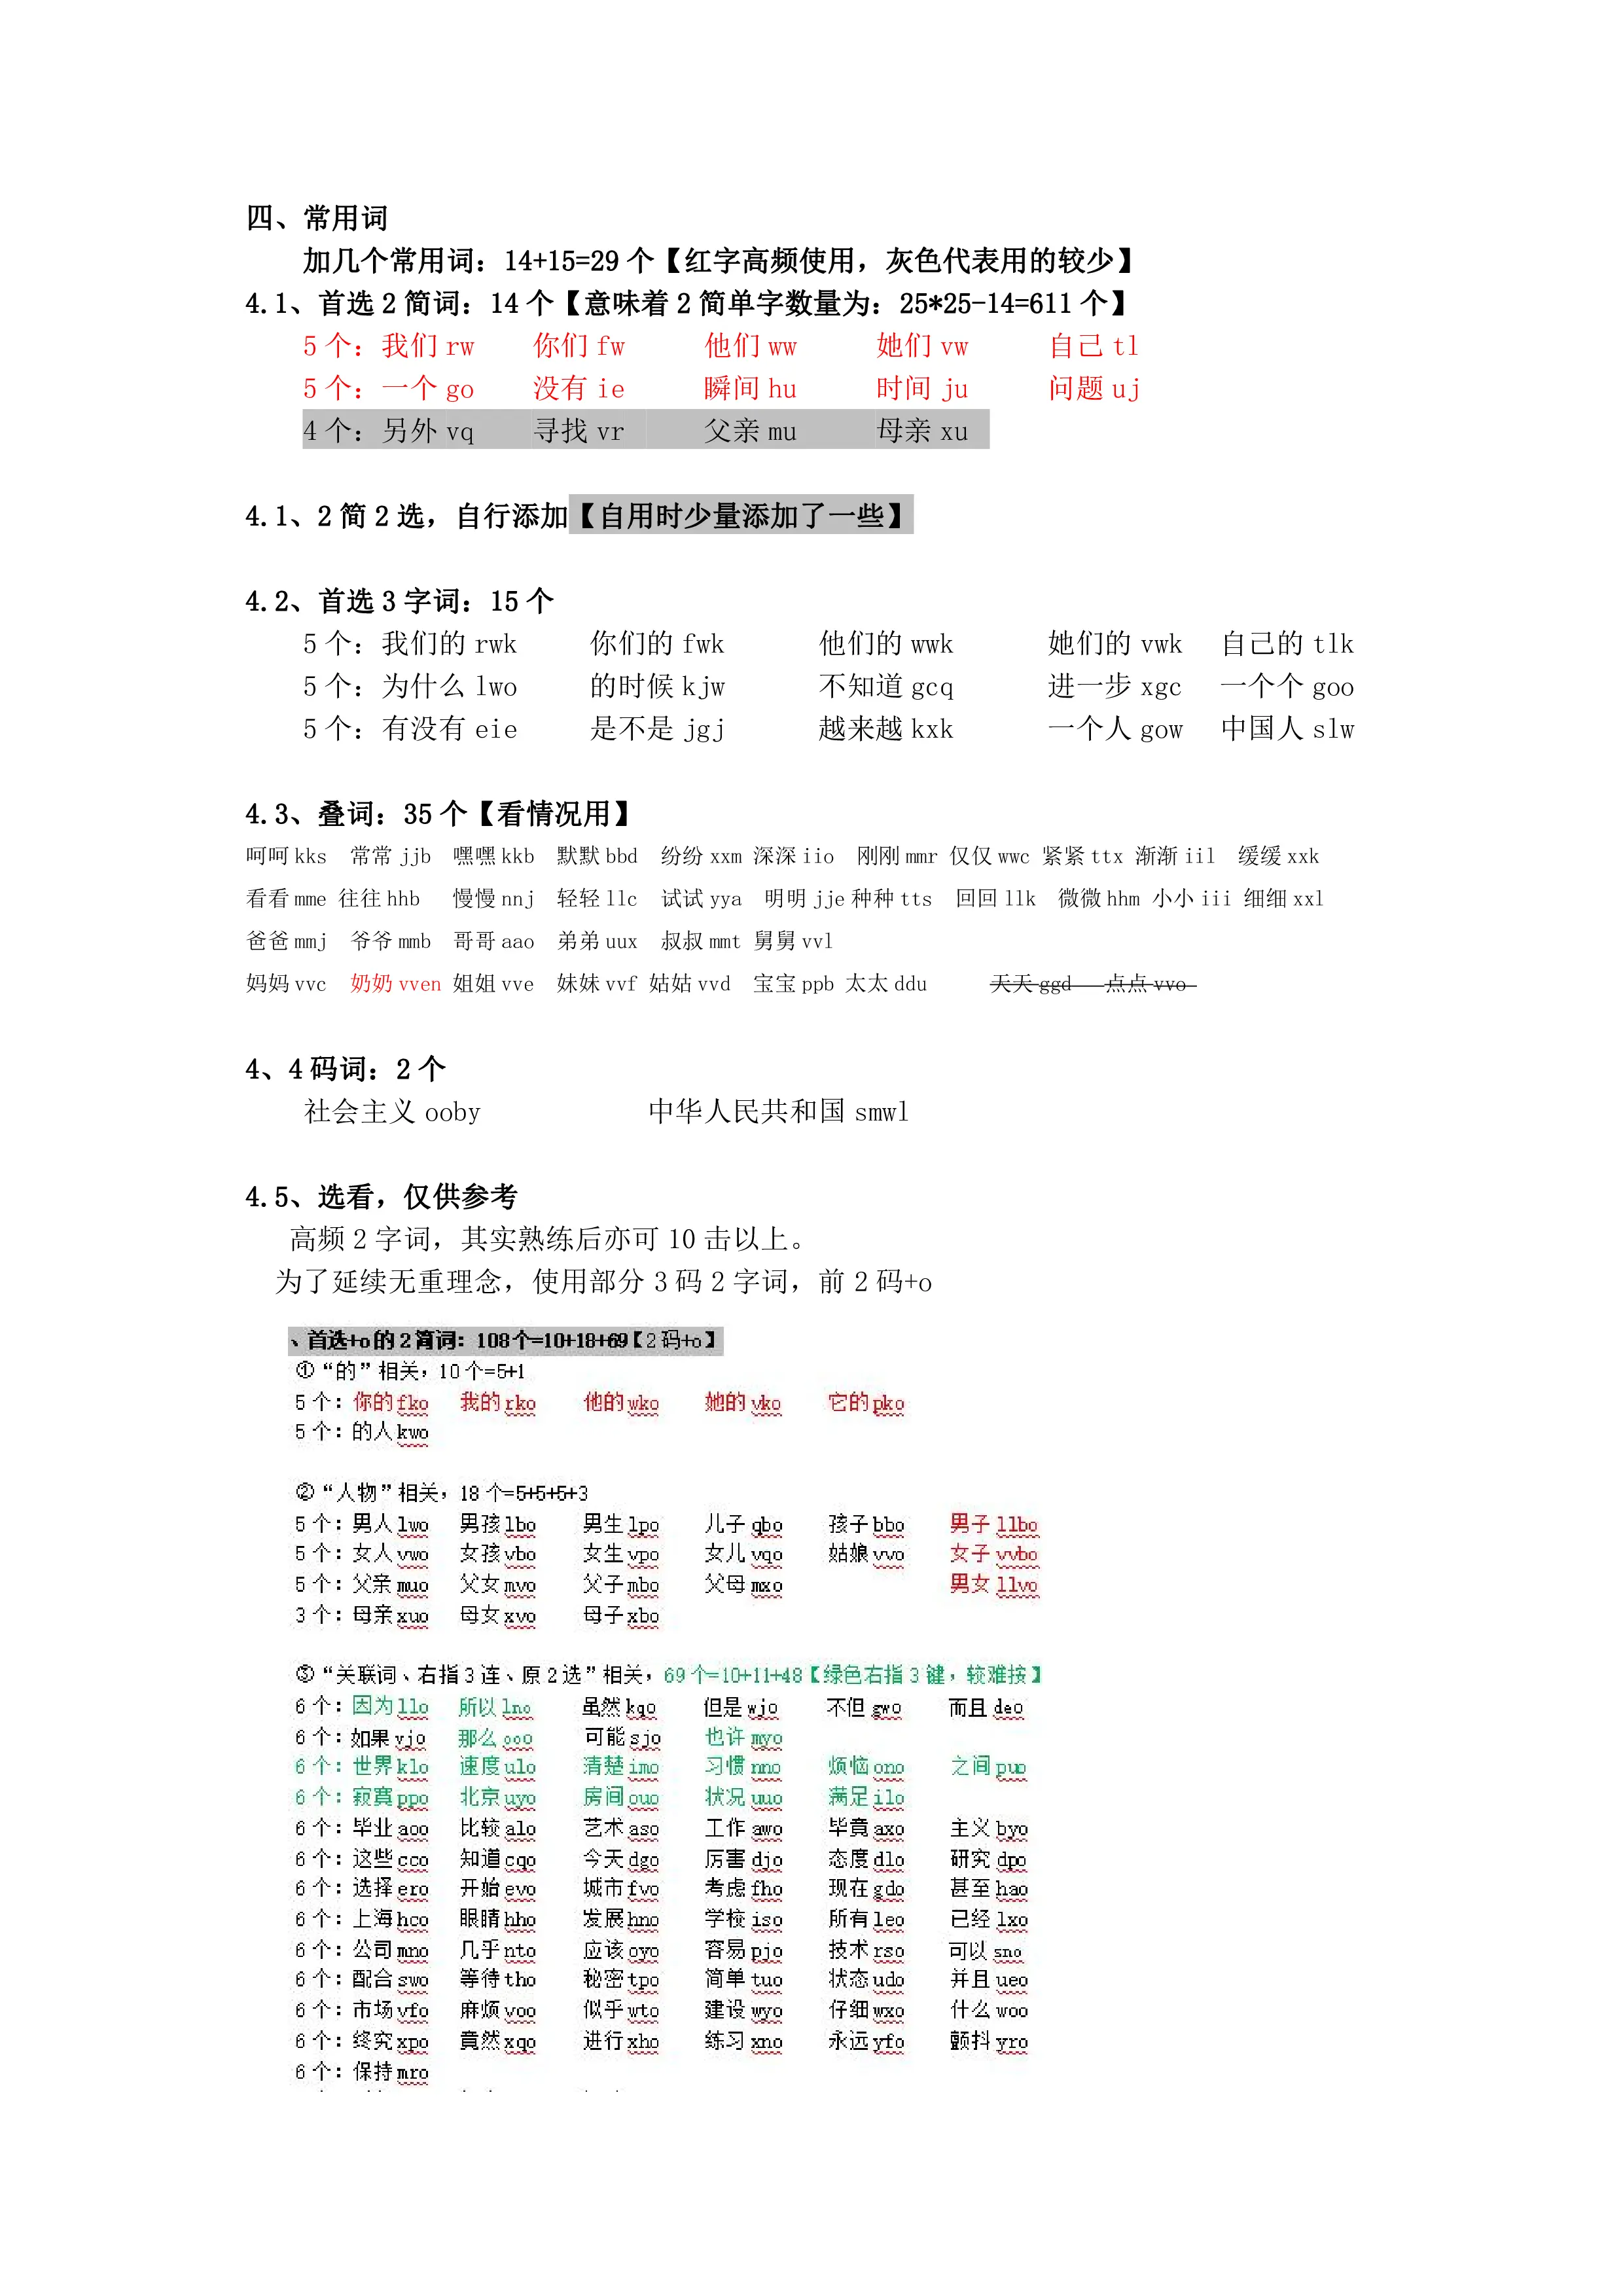 四、常用词
加几个常用词：14+15=29 个【红字高频使用，灰色代表用的较少】
4.1、首选 2 简词：14 个【意味着 2 简单字数量为：25*25-14=611 个】
5 个：我们 rw 你们 fw 他们 ww 她们 vw 自己 tl
5 个：一个 go 没有 ie 瞬间 hu 时间 ju 问题 uj
4 个：另外 vq 寻找 vr 父亲 mu 母亲 xu
4.1、2 简 2 选，自行添加【自用时少量添加了一些】
4.2、首选 3 字词：15 个
5 个：我们的 rwk 你们的 fwk 他们的 wwk 她们的 vwk 自己的 tlk
5 个：为什么 lwo 的时候 kjw 不知道 gcq 进一步 xgc 一个个 goo
5 个：有没有 eie 是不是 jgj 越来越 kxk 一个人 gow 中国人 slw
4.3、叠词：35 个【看情况用】
呵呵 kks 常常 jjb 嘿嘿 kkb 默默 bbd 纷纷 xxm 深深 iio 刚刚 mmr 仅仅 wwc 紧紧 ttx 渐渐 iil 缓缓 xxk
看看 mme 往往 hhb 慢慢 nnj 轻轻 llc 试试 yya 明明 jje 种种 tts 回回 llk 微微 hhm 小小 iii 细细 xxl
爸爸 mmj 爷爷 mmb 哥哥 aao 弟弟 uux 叔叔 mmt 舅舅 vvl
妈妈 vvc 奶奶 vven 姐姐 vve 妹妹 vvf 姑姑 vvd 宝宝 ppb 太太 ddu 天天 ggd 点点 vvo
4、4 码词：2 个
社会主义 ooby 中华人民共和国 smwl
4.5、选看，仅供参考
高频 2 字词，其实熟练后亦可 10 击以上。
为了延续无重理念，使用部分 3 码 2 字词，前 2 码+o
、首选+o 的 2 简词：108 个=10+18+69【2 码+o】
①“的”相关，10 个=5+1
5 个：你的 fko 我的 rko 他的 wko 她的 vko 它的 pko
5 个：的人 kwo
②“人物”相关，18 个=5+5+5+3
5 个：男人 lwo 男孩 lbo 男生 lpo 儿子 qbo 孩子 bbo 男子 llbo
5 个：女人 vwo 女孩 vbo 女生 vpo 女儿 vqo 姑娘 vvo 女子 vvbo
5 个：父亲 muo 父女 mvo 父子 mbo 父母 mxo 男女 llvo
3 个：母亲 xuo 母女 xvo 母子 xbo
③“关联词、右指 3 连、原 2 选”相关，69 个=10+11+48【绿色右指 3 键，较难按】
6 个：因为 llo 所以 lno 虽然 kqo 但是 wjo 不但 gwo 而且 deo
6 个：如果 vjo 那么 ooo 可能 sjo 也许 myo
6 个：世界 klo 速度 ulo 清楚 imo 习惯 nno 烦恼 ono 之间 puo
6 个：寂寞 ppo 北京 uyo 房间 ouo 状况 uuo 满足 ilo
6 个：毕业 aoo 比较 alo 艺术 aso 工作 awo 毕竟 axo 主义 byo
6 个：这些 cco 知道 cqo 今天 dgo 厉害 djo 态度 dlo 研究 dpo
6 个：选择 ero 开始 evo 城市 fvo 考虑 fho 现在 gdo 甚至 hao
6 个：上海 hco 眼睛 hho 发展 hno 学校 iso 所有 leo 已经 lxo
6 个：公司 mno 几乎 nto 应该 oyo 容易 pjo 技术 rso 可以 sno
6 个：配合 swo 等待 tho 秘密 tpo 简单 tuo 状态 udo 并且 ueo
6 个：市场 vfo 麻烦 yoo 似乎 wto 建设 wyo 仔细 wxo 什么 woo
6 个：终究 xpo 竟然 xqo 进行 xho 练习 xno 永远 yfo 颤抖 yro
6 个：保持 mro